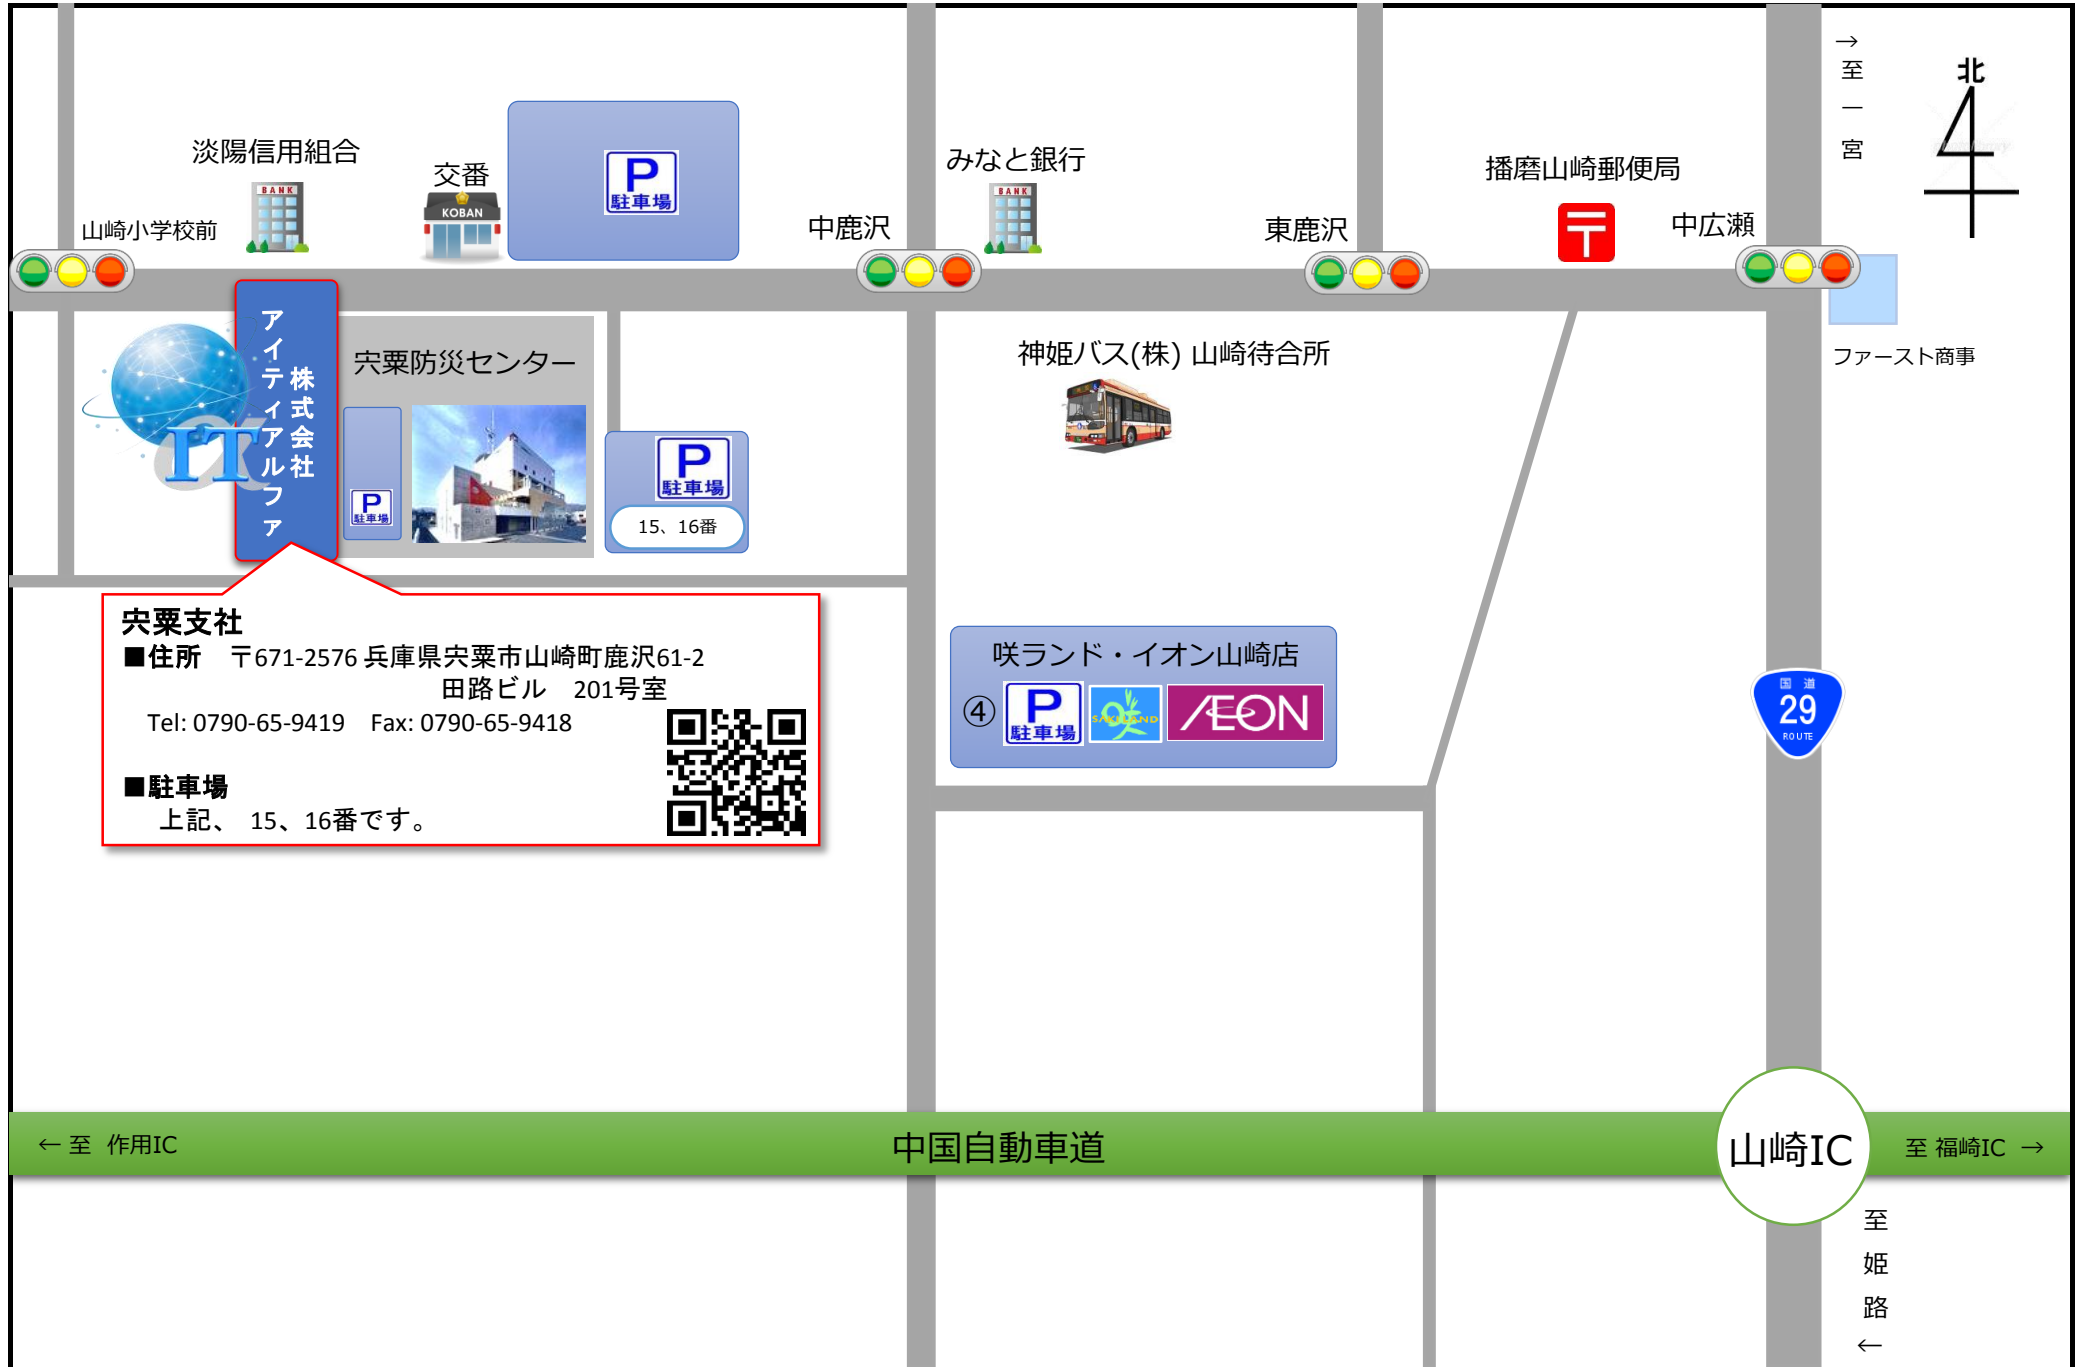 →
至
一
宮
北
淡陽信用組合
BANK
交番
KOBAN
P
駐車場
みなと銀行
BANK
播磨山崎郵便局
山崎小学校前
中鹿沢
東鹿沢
中広瀬
株式会社
アイティアルファ
IT
宍粟防災センター
P
駐車場
P
駐車場
15、16番
神姫バス(株) 山崎待合所
ファースト商事
宍粟支社
■住所 〒671-2576 兵庫県宍粟市山崎町鹿沢61-2
田路ビル 201号室
Tel: 0790-65-9419 Fax: 0790-65-9418
■駐車場
上記、 15、16番です。
咲ランド・イオン山崎店
④
P
駐車場
咲
SAKILAND
ÆON
国道
29
ROUTE
← 至 作用IC
中国自動車道
山崎IC
至 福崎IC →
至
姫
路
←